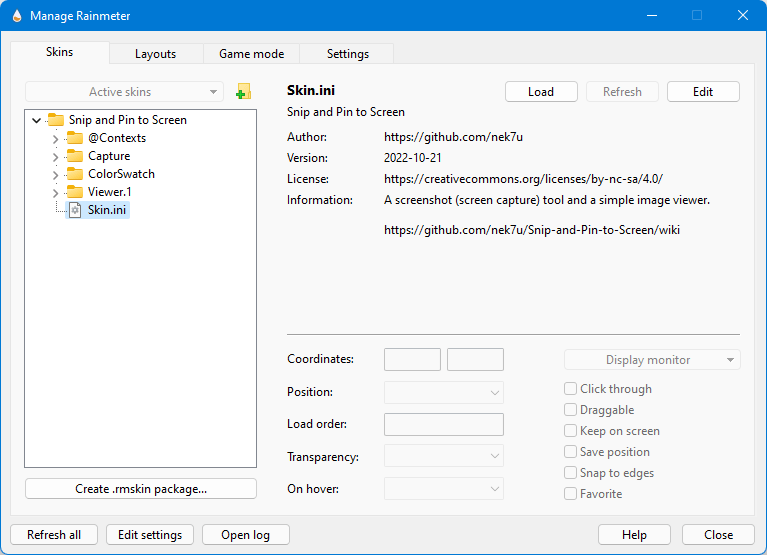 Manage Rainmeter
Skins
Layouts
Game mode
Settings
Active skins
Snip and Pin to Screen
@Contexts
Capture
ColorSwatch
Viewer.1
Skin.ini
Create .rmskin package...
Skin.ini
Load
Refresh
Edit
Snip and Pin to Screen
Author: https://github.com/nek7u
Version: 2022-10-21
License: https://creativecommons.org/licenses/by-nc-sa/4.0/
Information: A screenshot (screen capture) tool and a simple image viewer.
https://github.com/nek7u/Snip-and-Pin-to-Screen/wiki
Coordinates:
Position:
Load order:
Transparency:
On hover:
Display monitor
Click through
Draggable
Keep on screen
Save position
Snap to edges
Favorite
Refresh all
Edit settings
Open log
Help
Close